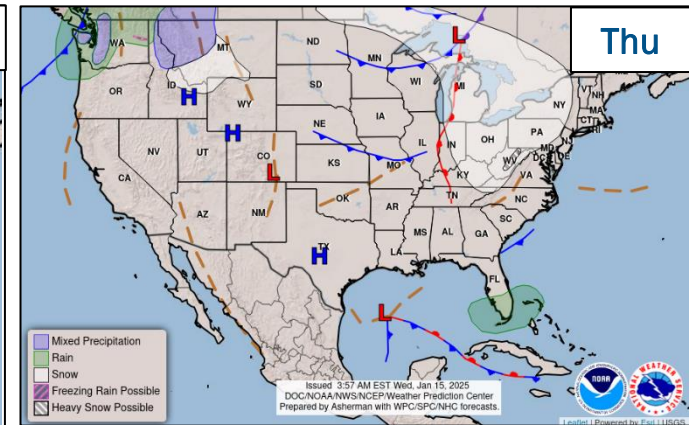 Thu
L
WA
MT
ND
MN
OR
ID
H
WY
SD
WI
MI
NY
VT
NH
MA
CT
RI
H
NE
IA
PA
NJ
NV
UT
CO
IL
IN
OH
MD
DE
DC
WV
CA
L
KS
MO
KY
AZ
NM
OK
AR
TN
NC
SC
TX
H
LA
MS
AL
GA
FL
L
Mixed Precipitation
Rain
Snow
Freezing Rain Possible
Heavy Snow Possible
Issued 3:57 AM EST Wed, Jan 15, 2025
DOC/NOAA/NWS/NCEP/Weather Prediction Center
Prepared by Asherman with WPC/SPC/NHC forecasts.
NOAA
NATIONAL WEATHER SERVICE
Leaflet | Powered by Esri | USGS